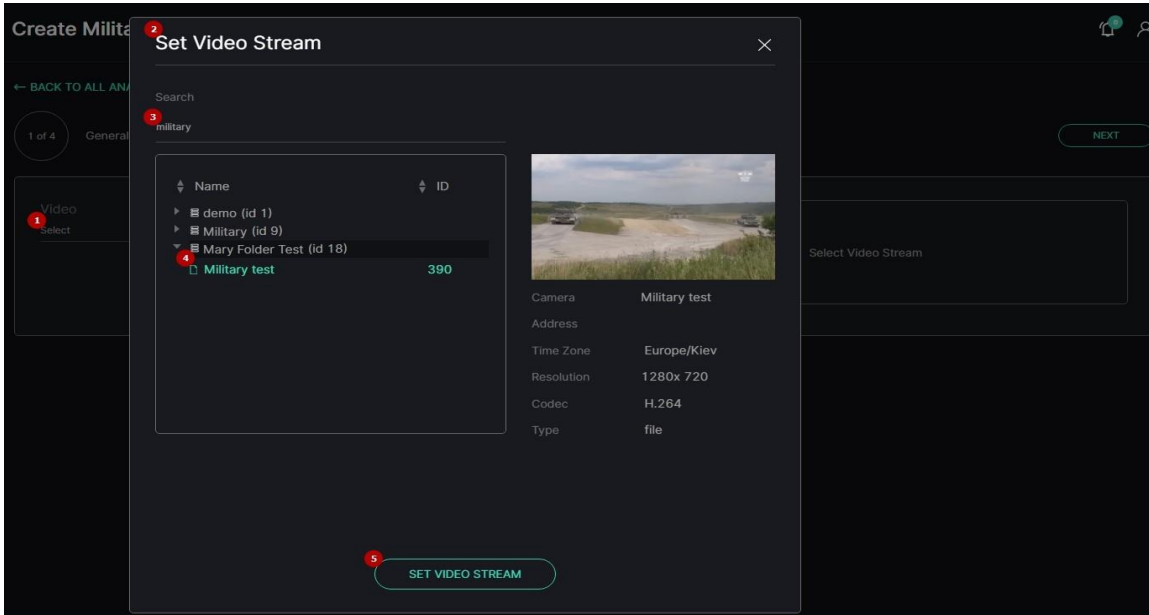 Create Milita
2
Set Video Stream
← BACK TO ALL ANA
Search
3
military
1 of 4
General
NEXT
Name
ID
demo (id 1)
Military (id 9)
Mary Folder Test (id 18)
4
Military test
390
Video
1
Select
Select Video Stream
Camera
Military test
Address
Time Zone
Europe/Kiev
Resolution
1280x 720
Codec
H.264
Type
file
5
SET VIDEO STREAM